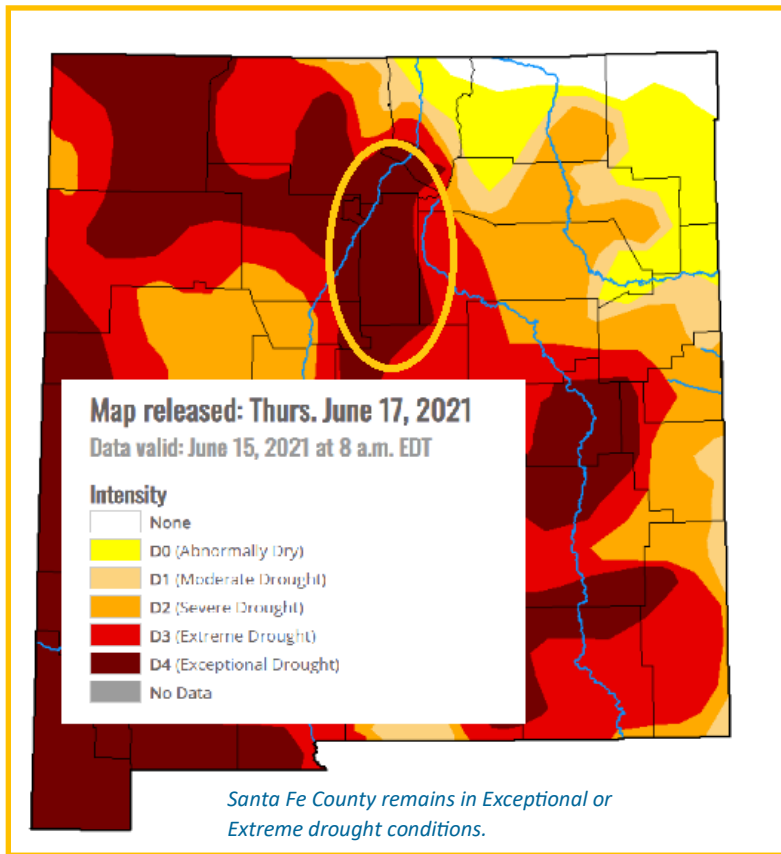 Map released: Thurs. June 17, 2021
Data valid: June 15, 2021 at 8 a.m. EDT
Intensity
None
D0 (Abnormally Dry)
D1 (Moderate Drought)
D2 (Severe Drought)
D3 (Extreme Drought)
D4 (Exceptional Drought)
No Data
Santa Fe County remains in Exceptional or
Extreme drought conditions.